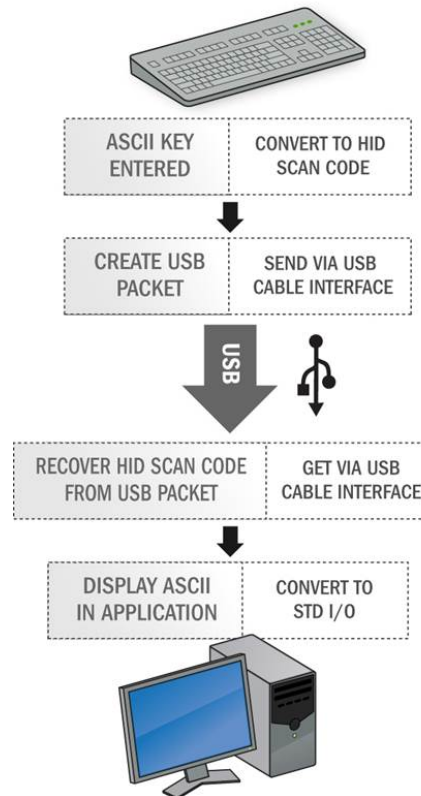 ASCII KEY
ENTERED
CONVERT TO HID
SCAN CODE
CREATE USB
PACKET
SEND VIA USB
CABLE INTERFACE
USB
RECOVER HID SCAN CODE
FROM USB PACKET
GET VIA USB
CABLE INTERFACE
DISPLAY ASCII
IN APPLICATION
CONVERT TO
STD I/O